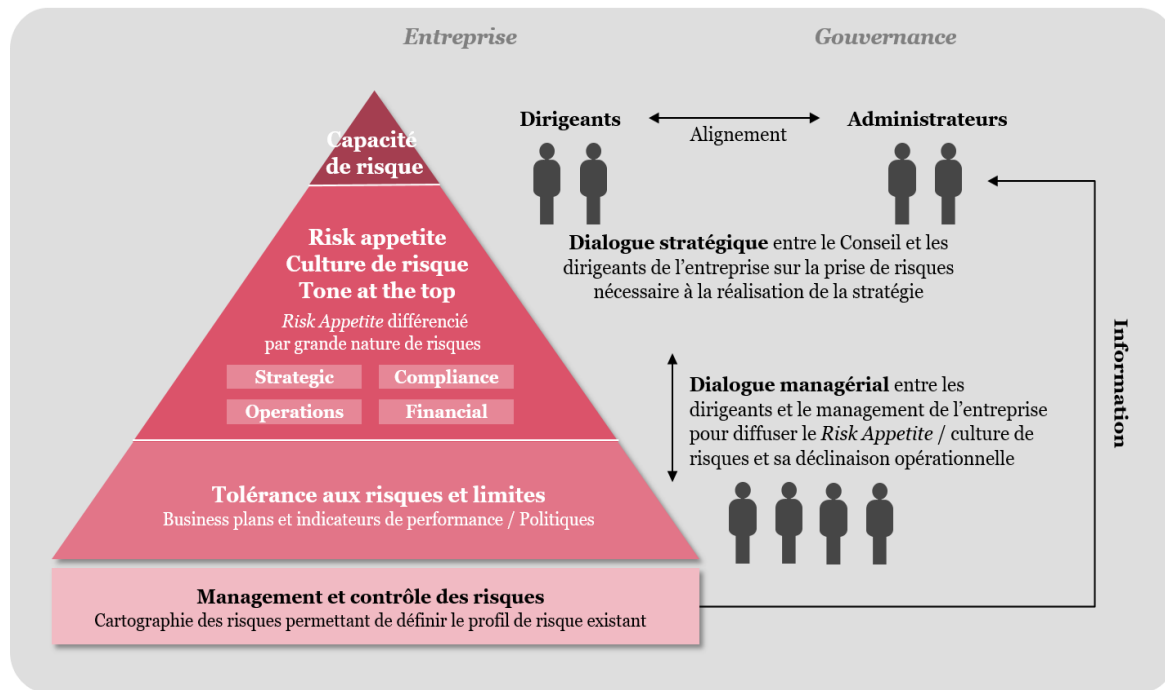 Entreprise
Gouvernance
Capacité
de risque
Dirigeants
Alignement
Administrateurs
Risk appetite
Culture de risque
Tone at the top
Risk Appetite différencié
par grande nature de risques
Strategic
Compliance
Operations
Financial
Dialogue stratégique entre le Conseil et les
dirigeants de l’entreprise sur la prise de risques
nécessaire à la réalisation de la stratégie
Dialogue managérial entre les
dirigeants et le management de l’entreprise
pour diffuser le Risk Appetite / culture de
risques et sa déclinaison opérationnelle
Information
Tolérance aux risques et limites
Business plans et indicateurs de performance / Politiques
Management et contrôle des risques
Cartographie des risques permettant de définir le profil de risque existant